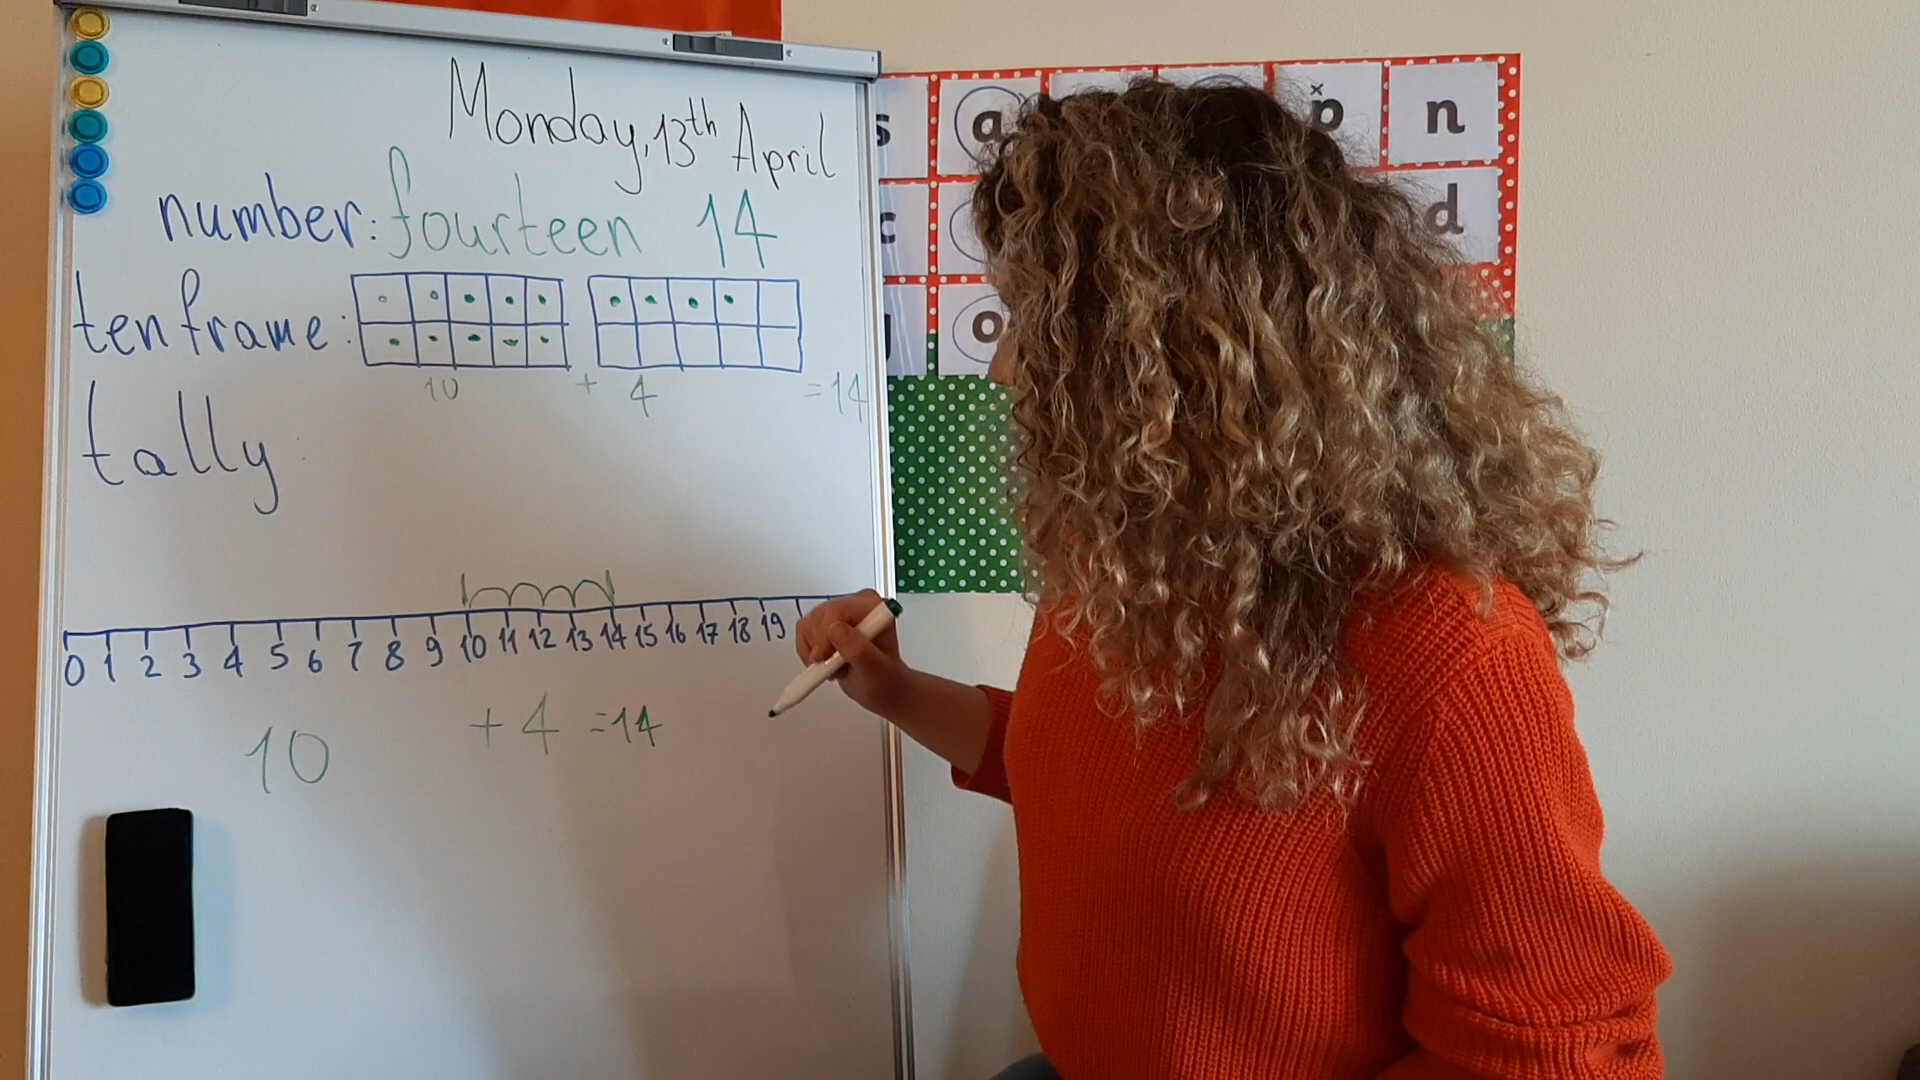 Monday, 13th April
number: fourteen 14
ten frame:
10 + 4 = 14
tally:
0 1 2 3 4 5 6 7 8 9 10 11 12 13 14 15 16 17 18 19
10 + 4 = 14
s a p n
c d
o